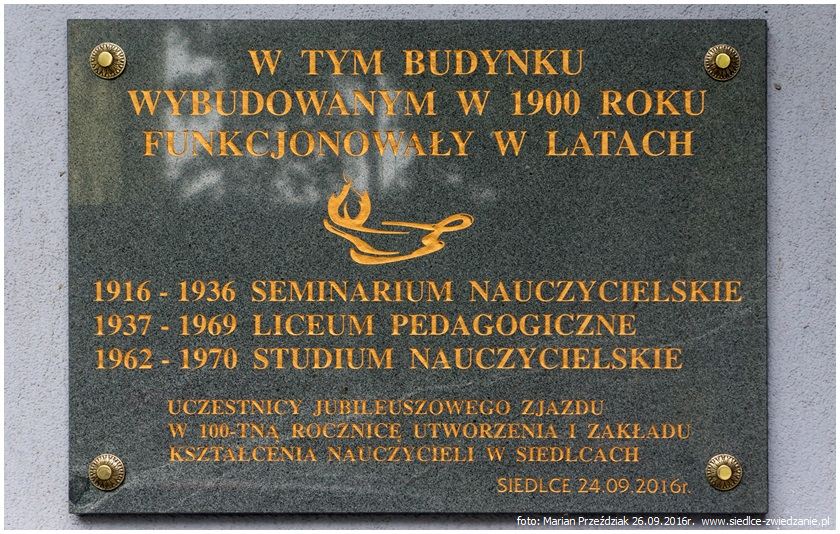 W TYM BUDYNKU
WYBUDOWANYM W 1900 ROKU
FUNKCJONOWAŁY W LATACH
1916 - 1936 SEMINARIUM NAUCZYCIELSKIE
1937 - 1969 LICEUM PEDAGOGICZNE
1962 - 1970 STUDIUM NAUCZYCIELSKIE
UCZESTNICY JUBILEUSZOWEGO ZJAZDU
W 100-TNĄ ROCZNICĘ UTWORZENIA I ZAKŁADU
KSZTAŁCENIA NAUCZYCIELI W SIEDLCACH
SIEDLCE 24.09.2016r.
foto: Marian Przeździak 26.09.2016r. www.siedlce-zwiedzanie.pl